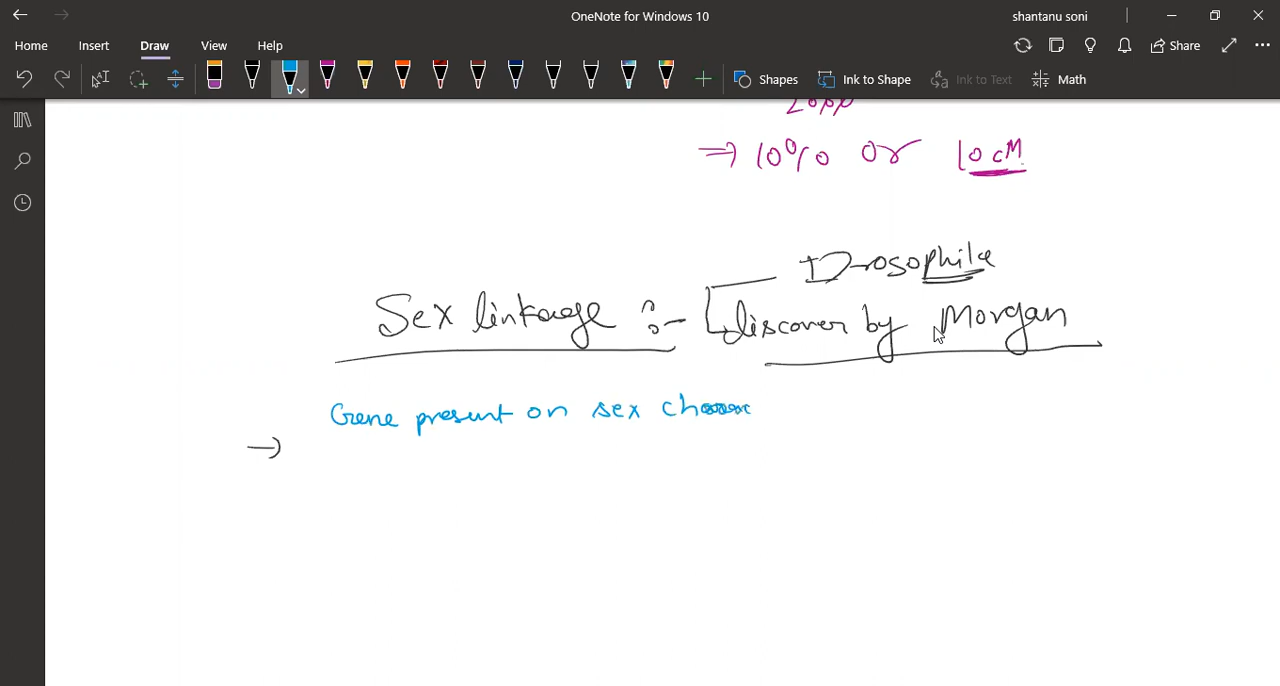 OneNote for Windows 10
shantanu soni
Home Insert Draw View Help
Share
Shapes
Ink to Shape
Ink to Text
Math
⇒ 10% or 10 cM
Drosophila
Sex linkage :- discover by Morgan
Gene present on sex
→